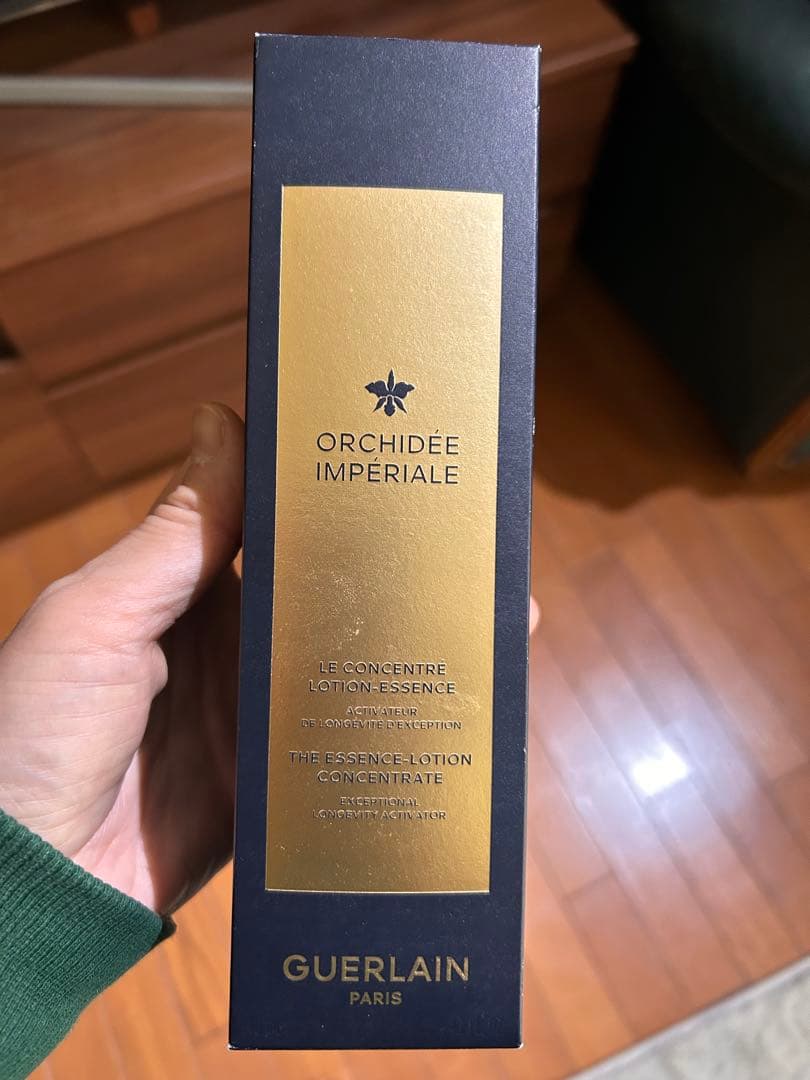 ORCHIDÉE
IMPÉRIALE
LE CONCENTRÉ
LOTION-ESSENCE
ACTIVATEUR
DE LONGÉVITÉ D'EXCEPTION
THE ESSENCE-LOTION
CONCENTRATE
EXCEPTIONAL
LONGEVITY ACTIVATOR
GUERLAIN
PARIS